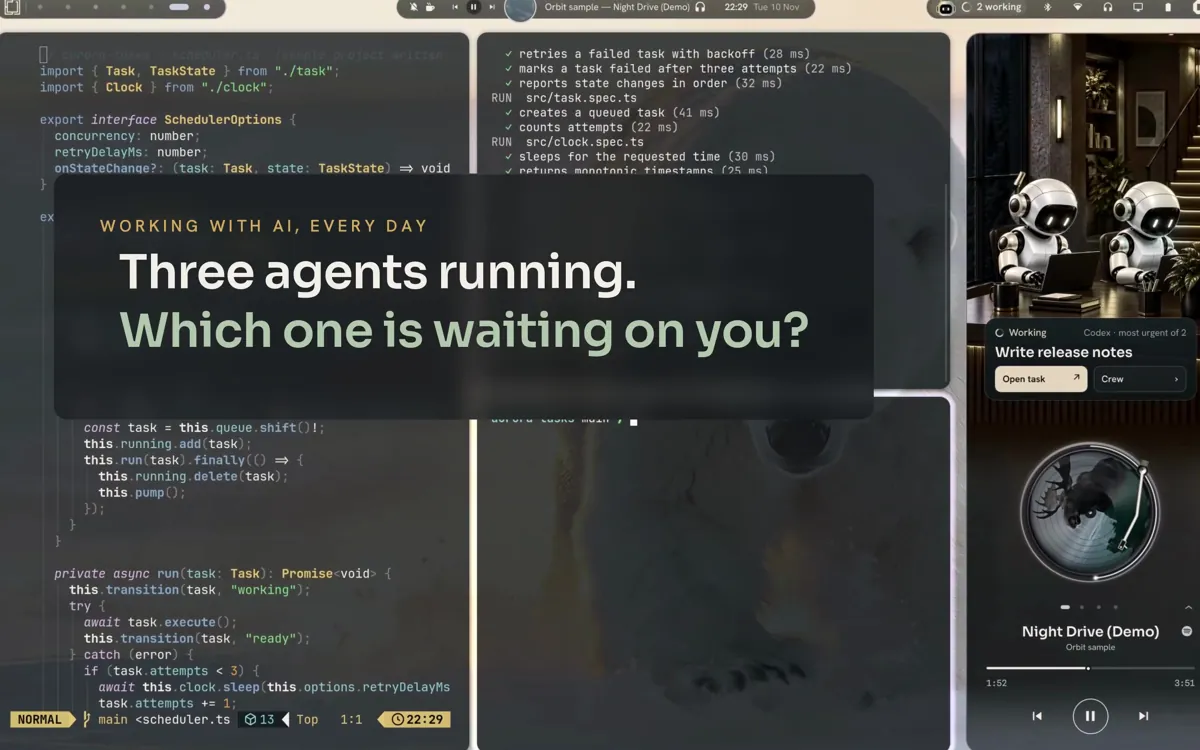 Orbit sample — Night Drive (Demo)
22:29 Tue 10 Nov
2 working
import { Task, TaskState } from "./task";
import { Clock } from "./clock";
export interface SchedulerOptions {
concurrency: number;
retryDelayMs: number;
onStateChange?: (task: Task, state: TaskState) => void
}
ex
const task = this.queue.shift()!;
this.running.add(task);
this.run(task).finally(() => {
this.running.delete(task);
this.pump();
});
}
}
private async run(task: Task): Promise<void> {
this.transition(task, "working");
try {
await task.execute();
this.transition(task, "ready");
} catch (error) {
if (task.attempts < 3) {
await this.clock.sleep(this.options.retryDelayMs
task.attempts += 1;
NORMAL main <scheduler.ts 13 Top 1:1 22:29
✓ retries a failed task with backoff (28 ms)
✓ marks a task failed after three attempts (22 ms)
✓ reports state changes in order (32 ms)
RUN src/task.spec.ts
✓ creates a queued task (41 ms)
✓ counts attempts (22 ms)
RUN src/clock.spec.ts
✓ sleeps for the requested time (30 ms)
✓ returns monotonic timestamps (25 ms)
WORKING WITH AI, EVERY DAY
Three agents running.
Which one is waiting on you?
Working
Codex · most urgent of 2
Write release notes
Open task
Crew
Night Drive (Demo)
Orbit sample
1:52
3:51